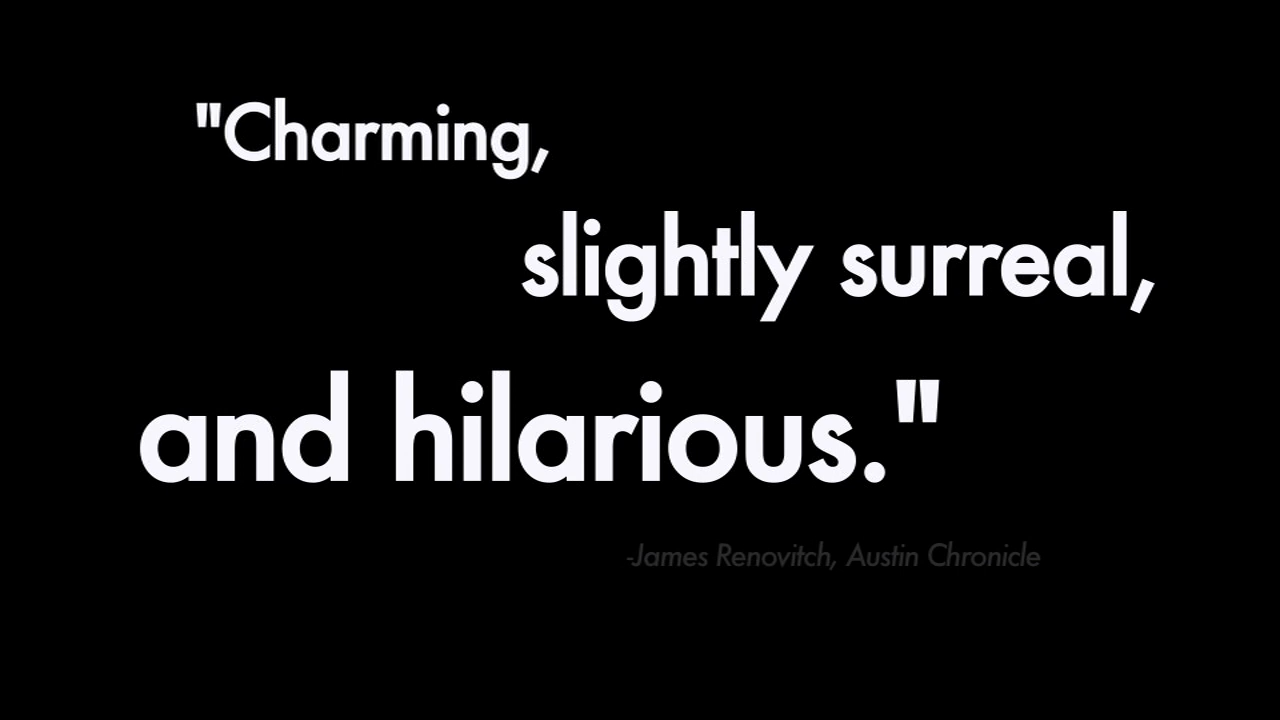 "Charming,
slightly surreal,
and hilarious."
-James Renovitch, Austin Chronicle